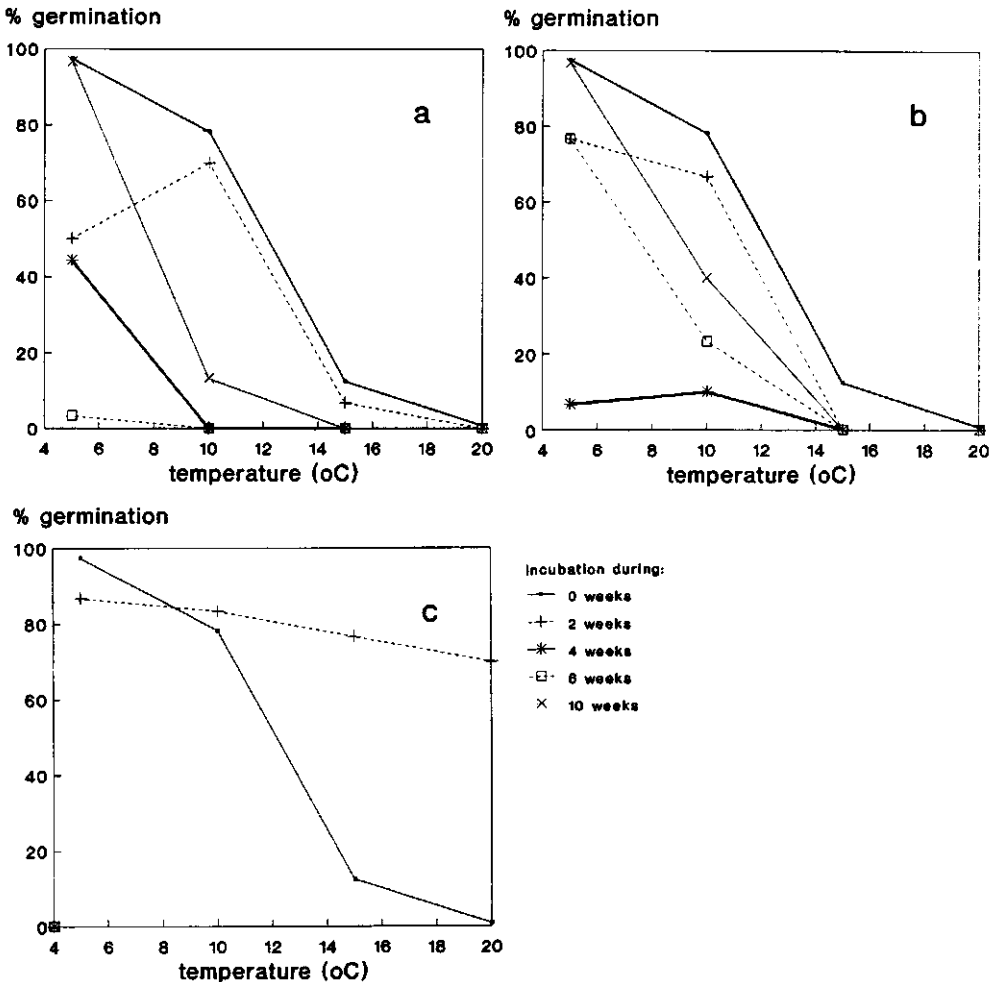 % germination
100
80
60
40
20
0
4 6 8 10 12 14 16 18 20
temperature (oC)
a
% germination
100
80
60
40
20
0
4 6 8 10 12 14 16 18 20
temperature (oC)
b
% germination
100
80
60
40
20
0
4 6 8 10 12 14 16 18 20
temperature (oC)
c
Incubation during:
0 weeks
2 weeks
4 weeks
6 weeks
10 weeks